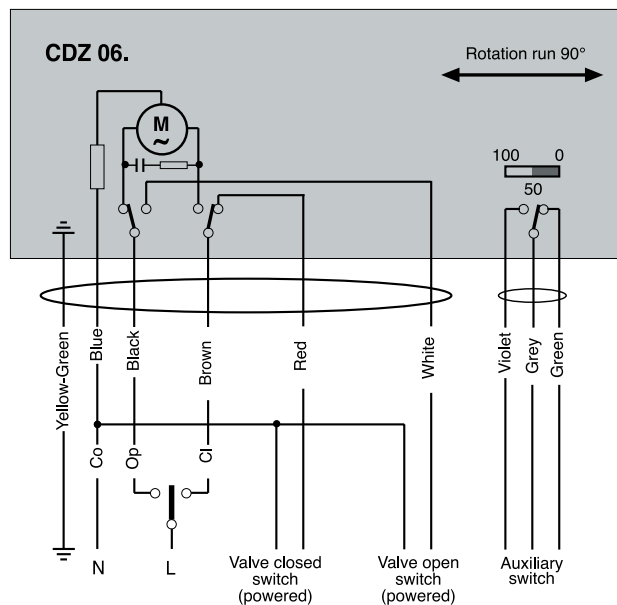 CDZ 06.
Rotation run 90°
M
~
100 0
50
Yellow-Green
Blue
Black
Brown
Red
White
Violet
Grey
Green
Co
Op
Cl
N
L
Valve closed
switch
(powered)
Valve open
switch
(powered)
Auxiliary
switch